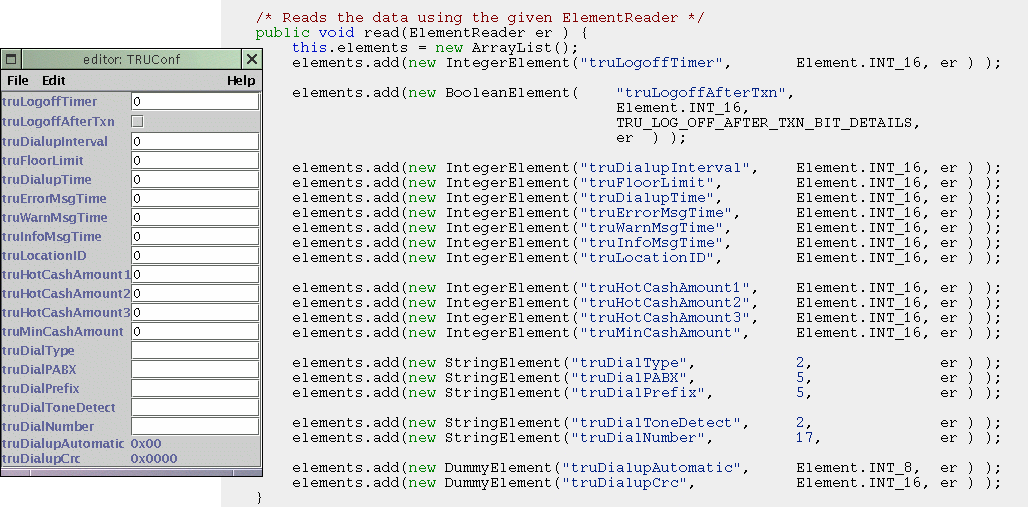 editor: TRUConf
File Edit Help
truLogoffTimer 0
truLogoffAfterTxn
truDialupInterval 0
truFloorLimit 0
truDialupTime 0
truErrorMsgTime 0
truWarnMsgTime 0
truInfoMsgTime 0
truLocationID 0
truHotCashAmount1 0
truHotCashAmount2 0
truHotCashAmount3 0
truMinCashAmount 0
truDialType
truDialPABX
truDialPrefix
truDialToneDetect
truDialNumber
truDialupAutomatic 0x00
truDialupCrc 0x0000
/* Reads the data using the given ElementReader */
public void read(ElementReader er ) {
this.elements = new ArrayList();
elements.add(new IntegerElement("truLogoffTimer", Element.INT_16, er ) );
elements.add(new BooleanElement( "truLogoffAfterTxn",
Element.INT_16,
TRU_LOG_OFF_AFTER_TXN_BIT_DETAILS,
er ) );
elements.add(new IntegerElement("truDialupInterval", Element.INT_16, er ) );
elements.add(new IntegerElement("truFloorLimit", Element.INT_16, er ) );
elements.add(new IntegerElement("truDialupTime", Element.INT_16, er ) );
elements.add(new IntegerElement("truErrorMsgTime", Element.INT_16, er ) );
elements.add(new IntegerElement("truWarnMsgTime", Element.INT_16, er ) );
elements.add(new IntegerElement("truInfoMsgTime", Element.INT_16, er ) );
elements.add(new IntegerElement("truLocationID", Element.INT_16, er ) );
elements.add(new IntegerElement("truHotCashAmount1", Element.INT_16, er ) );
elements.add(new IntegerElement("truHotCashAmount2", Element.INT_16, er ) );
elements.add(new IntegerElement("truHotCashAmount3", Element.INT_16, er ) );
elements.add(new IntegerElement("truMinCashAmount", Element.INT_16, er ) );
elements.add(new StringElement("truDialType", 2, er ) );
elements.add(new StringElement("truDialPABX", 5, er ) );
elements.add(new StringElement("truDialPrefix", 5, er ) );
elements.add(new StringElement("truDialToneDetect", 2, er ) );
elements.add(new StringElement("truDialNumber", 17, er ) );
elements.add(new DummyElement("truDialupAutomatic", Element.INT_8, er ) );
elements.add(new DummyElement("truDialupCrc", Element.INT_16, er ) );
}